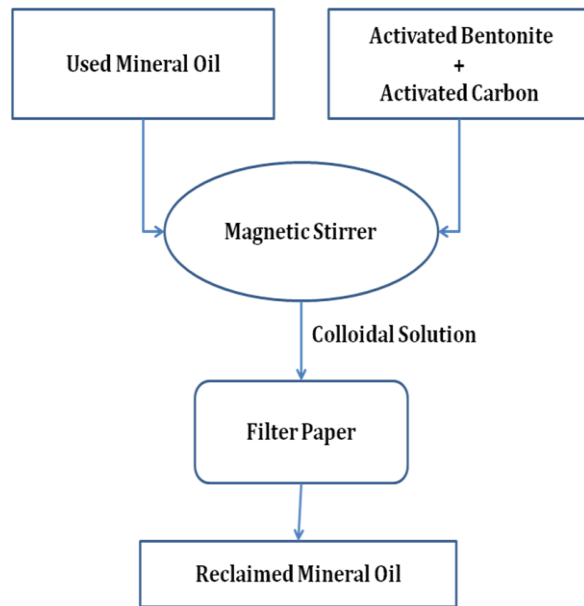 Used Mineral Oil
Activated Bentonite
+
Activated Carbon
Magnetic Stirrer
Colloidal Solution
Filter Paper
Reclaimed Mineral Oil